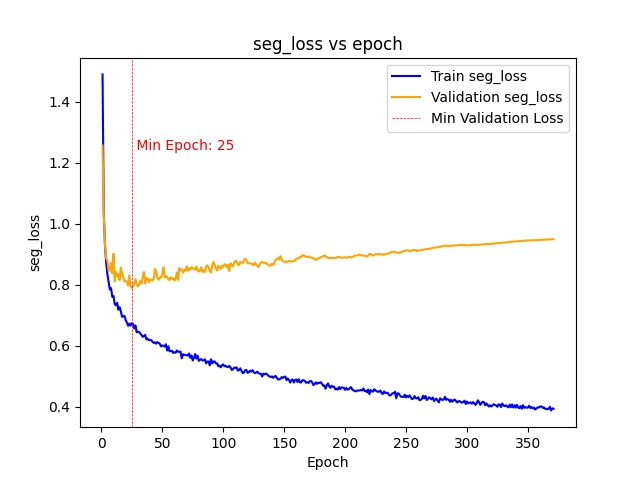 seg_loss vs epoch
Train seg_loss
Validation seg_loss
Min Validation Loss
Min Epoch: 25
seg_loss
1.4
1.2
1.0
0.8
0.6
0.4
0 50 100 150 200 250 300 350
Epoch